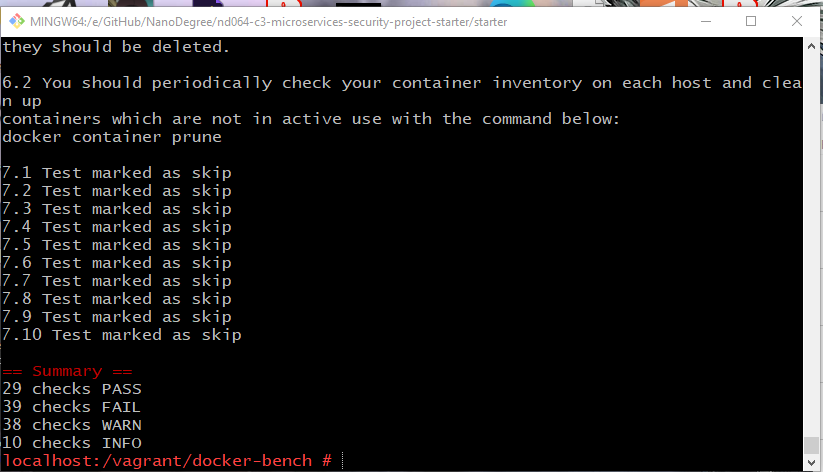 MINGW64:/e/GitHub/NanoDegree/nd064-c3-microservices-security-project-starter/starter
they should be deleted.
6.2 You should periodically check your container inventory on each host and clea
n up
containers which are not in active use with the command below:
docker container prune
7.1 Test marked as skip
7.2 Test marked as skip
7.3 Test marked as skip
7.4 Test marked as skip
7.5 Test marked as skip
7.6 Test marked as skip
7.7 Test marked as skip
7.8 Test marked as skip
7.9 Test marked as skip
7.10 Test marked as skip
== Summary ==
29 checks PASS
39 checks FAIL
38 checks WARN
10 checks INFO
localhost:/vagrant/docker-bench #